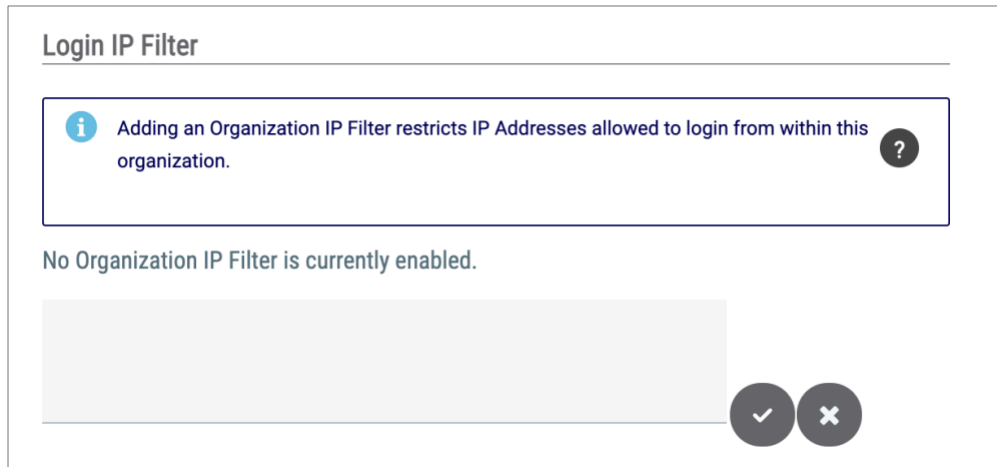 Login IP Filter
i
Adding an Organization IP Filter restricts IP Addresses allowed to login from within this
organization.
?
No Organization IP Filter is currently enabled.